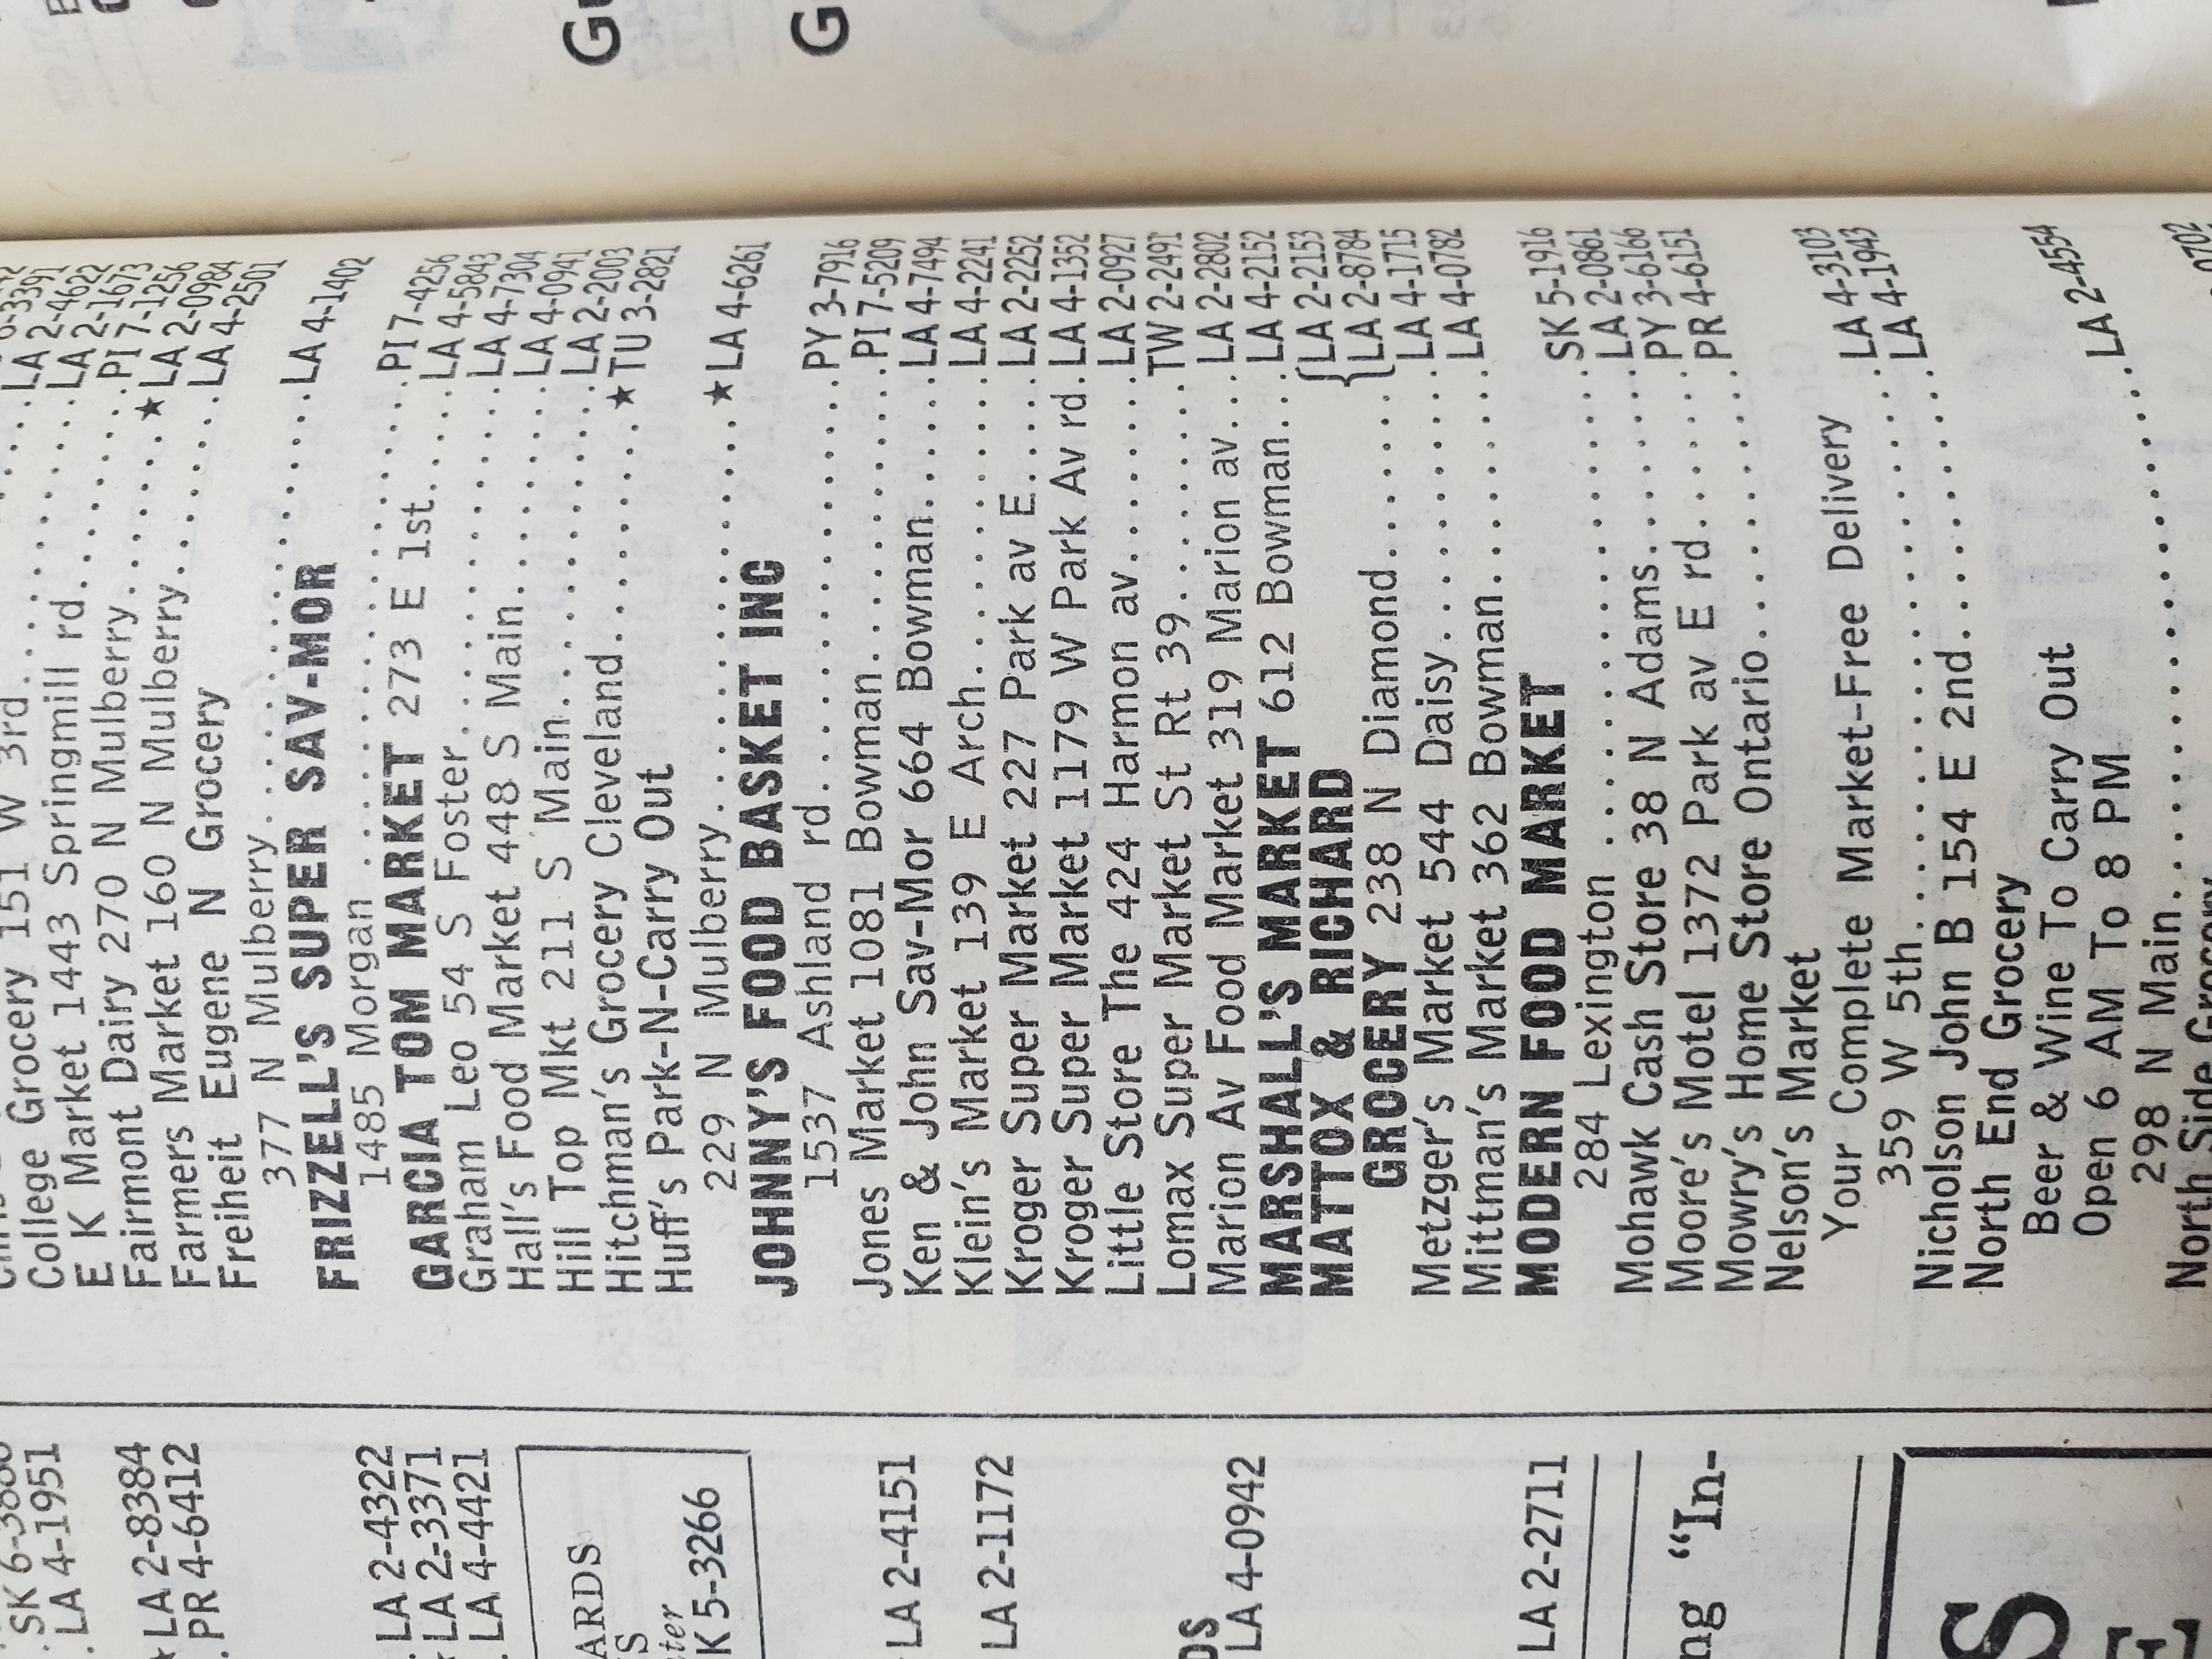 College Grocery 151 W 3rd.......LA 2-1673
E K Market 1443 Springmill rd.....PI 7-1256
Fairmont Dairy 270 N Mulberry....★LA 2-0984
Farmers Market 160 N Mulberry.....LA 4-2501
Freiheit Eugene N Grocery
377 N Mulberry.......LA 4-1402
FRIZZELL'S SUPER SAV-MOR
1485 Morgan.......PI 7-4256
GARCIA TOM MARKET 273 E 1st...LA 4-5843
Graham Leo 54 S Foster.......LA 4-7304
Hall's Food Market 448 S Main.....LA 4-0941
Hill Top Mkt 211 S Main.......LA 2-2003
Hitchman's Grocery Cleveland....★TU 3-2821
Huff's Park-N-Carry Out
229 N Mulberry.......★LA 4-6261
JOHNNY'S FOOD BASKET INC
1537 Ashland rd.......PY 3-7916
Jones Market 1081 Bowman......PI 7-5209
Ken & John Sav-Mor 664 Bowman....LA 4-7494
Klein's Market 139 E Arch.......LA 4-2241
Kroger Super Market 227 Park av E....LA 2-2252
Kroger Super Market 1179 W Park Av rd.LA 4-1352
Little Store The 424 Harmon av.....LA 2-0927
Lomax Super Market St Rt 39......TW 2-2491
Marion Av Food Market 319 Marion av...LA 2-2802
MARSHALL'S MARKET 612 Bowman...LA 4-2152
MATTOX & RICHARD {LA 2-2153
GROCERY 238 N Diamond.....{LA 2-8784
Metzger's Market 544 Daisy.......LA 4-1715
Mittman's Market 362 Bowman......LA 4-0782
MODERN FOOD MARKET
284 Lexington.......SK 5-1916
Mohawk Cash Store 38 N Adams.....LA 2-0861
Moore's Motel 1372 Park av E rd....PY 3-6166
Mowry's Home Store Ontario......PR 4-6151
Nelson's Market
Your Complete Market-Free Delivery
359 W 5th.......LA 4-3103
Nicholson John B 154 E 2nd......LA 4-1943
North End Grocery
Beer & Wine To Carry Out
Open 6 AM To 8 PM
298 N Main.......LA 2-4554
North Side Grocery
LA 4-1951
★LA 2-8384
PR 4-6412
LA 2-4322
LA 2-3371
LA 4-4421
K 5-3266
LA 2-4151
LA 2-1172
LA 4-0942
LA 2-2711
"In-